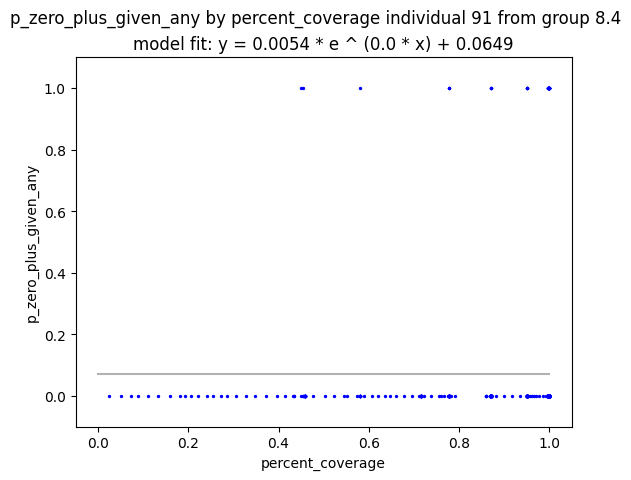 p_zero_plus_given_any by percent_coverage individual 91 from group 8.4
model fit: y = 0.0054 * e ^ (0.0 * x) + 0.0649
p_zero_plus_given_any
1.0
0.8
0.6
0.4
0.2
0.0
0.0 0.2 0.4 0.6 0.8 1.0
percent_coverage